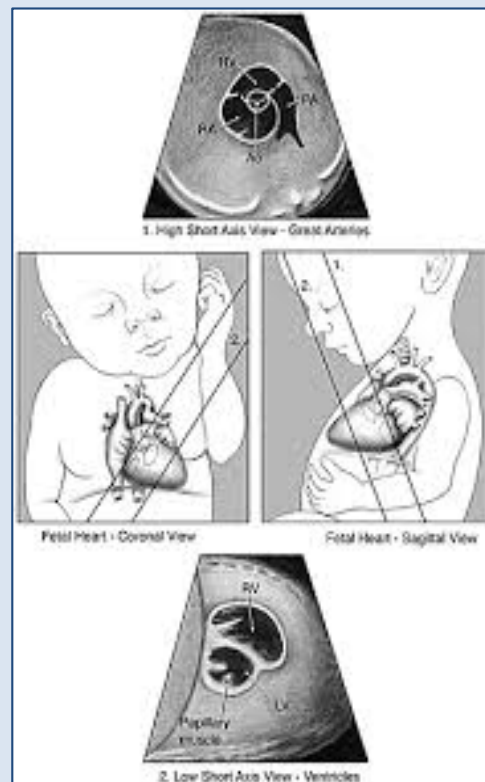 RV
PA
RA
Ao
1. High Short Axis View - Great Arteries
1.
2.
2.
Fetal Heart - Coronal View
Fetal Heart - Sagittal View
RV
LV
Papillary
muscle
2. Low Short Axis View - Ventricles